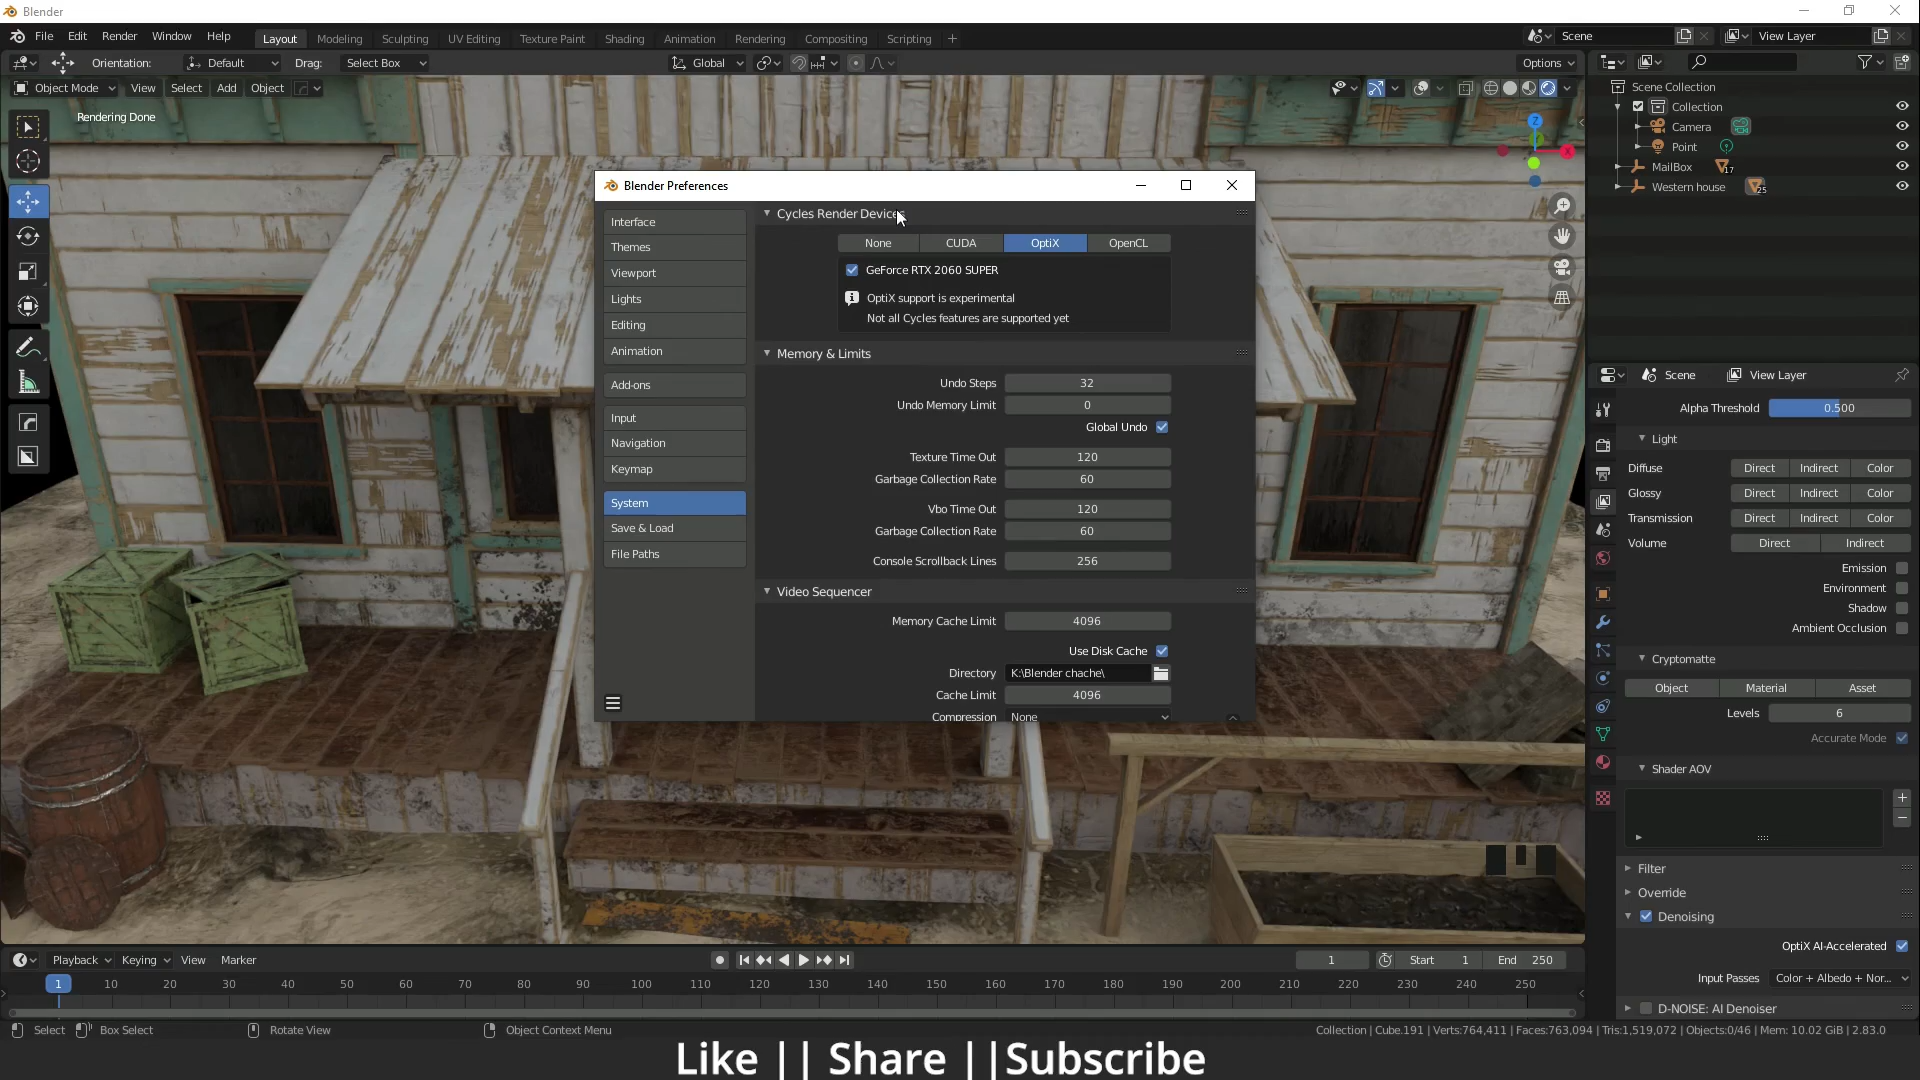 Blender
File Edit Render Window Help Layout Modeling Sculpting UV Editing Texture Paint Shading Animation Rendering Compositing Scripting + Scene View Layer
Orientation: Default Drag: Select Box Global Options
Object Mode View Select Add Object
Rendering Done
Scene Collection
Collection
Camera
Point
MailBox 17
Western house 25
Z
X
Blender Preferences
Interface
Themes
Viewport
Lights
Editing
Animation
Add-ons
Input
Navigation
Keymap
System
Save & Load
File Paths
Cycles Render Devices
None CUDA OptiX OpenCL
GeForce RTX 2060 SUPER
OptiX support is experimental
Not all Cycles features are supported yet
Memory & Limits
Undo Steps 32
Undo Memory Limit 0
Global Undo
Texture Time Out 120
Garbage Collection Rate 60
Vbo Time Out 120
Garbage Collection Rate 60
Console Scrollback Lines 256
Video Sequencer
Memory Cache Limit 4096
Use Disk Cache
Directory K:\Blender chache\
Cache Limit 4096
Compression None
Scene View Layer
Alpha Threshold 0.500
Light
Diffuse Direct Indirect Color
Glossy Direct Indirect Color
Transmission Direct Indirect Color
Volume Direct Indirect
Emission
Environment
Shadow
Ambient Occlusion
Cryptomatte
Object Material Asset
Levels 6
Accurate Mode
Shader AOV
Filter
Override
Denoising
OptiX AI-Accelerated
Input Passes Color + Albedo + Nor...
D-NOISE: AI Denoiser
Playback Keying View Marker 1 Start 1 End 250
1 10 20 30 40 50 60 70 80 90 100 110 120 130 140 150 160 170 180 190 200 210 220 230 240 250
Select Box Select Rotate View Object Context Menu Collection | Cube.191 | Verts:764,411 | Faces:763,094 | Tris:1,519,072 | Objects:0/46 | Mem: 10.02 GiB | 2.83.0
Like || Share ||Subscribe